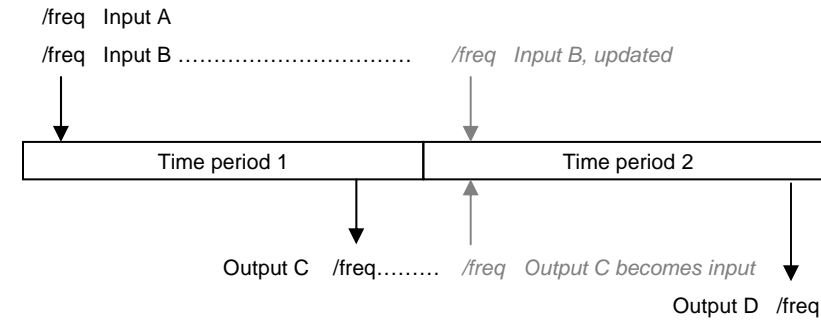 /freq Input A
/freq Input B ………………………… /freq Input B, updated
Time period 1 Time period 2
Output C /freq……… /freq Output C becomes input
Output D /freq